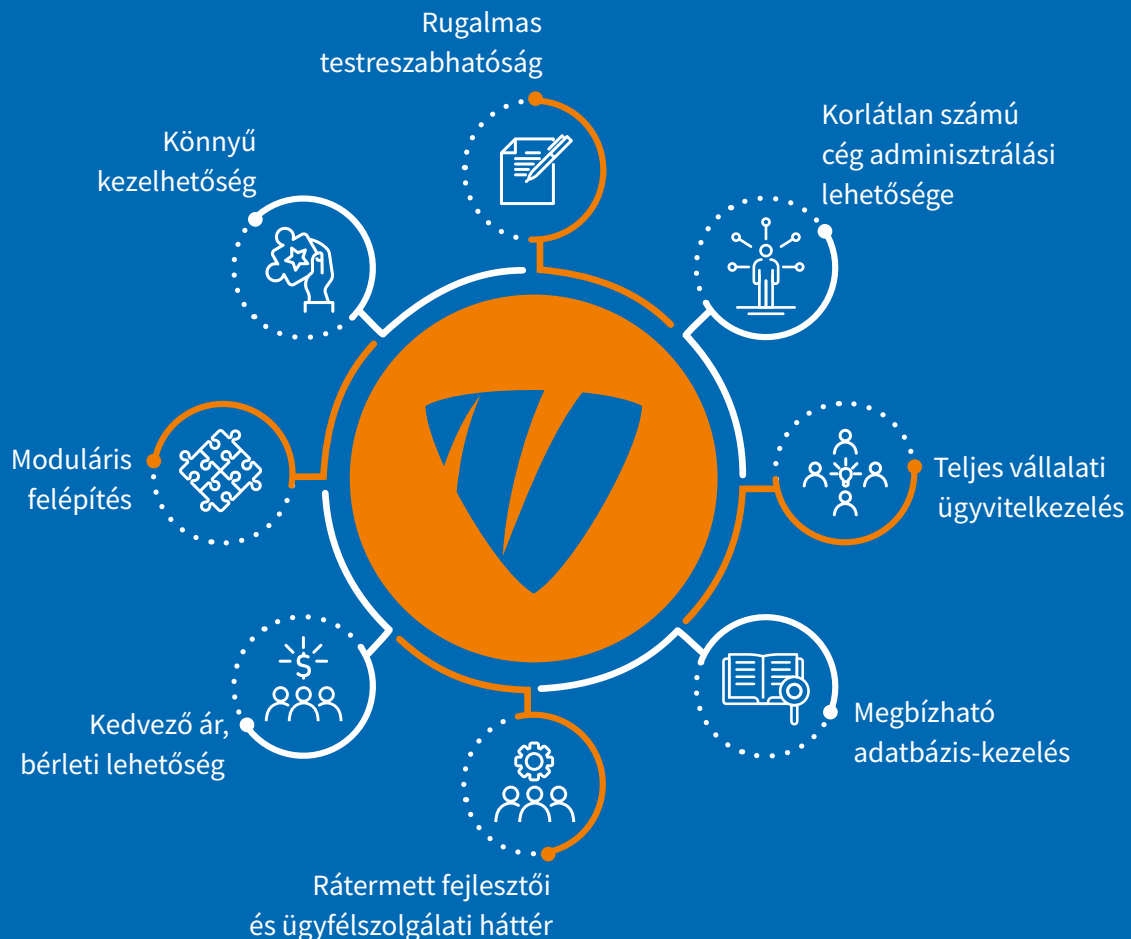 Rugalmas
testreszabhatóság
Korlátlan számú
cég adminisztrálási
lehetősége
Teljes vállalati
ügyvitelkezelés
Megbízható
adatbázis-kezelés
Rátermett fejlesztői
és ügyfélszolgálati háttér
Kedvező ár,
bérleti lehetőség
Moduláris
felépítés
Könnyű
kezelhetőség
$